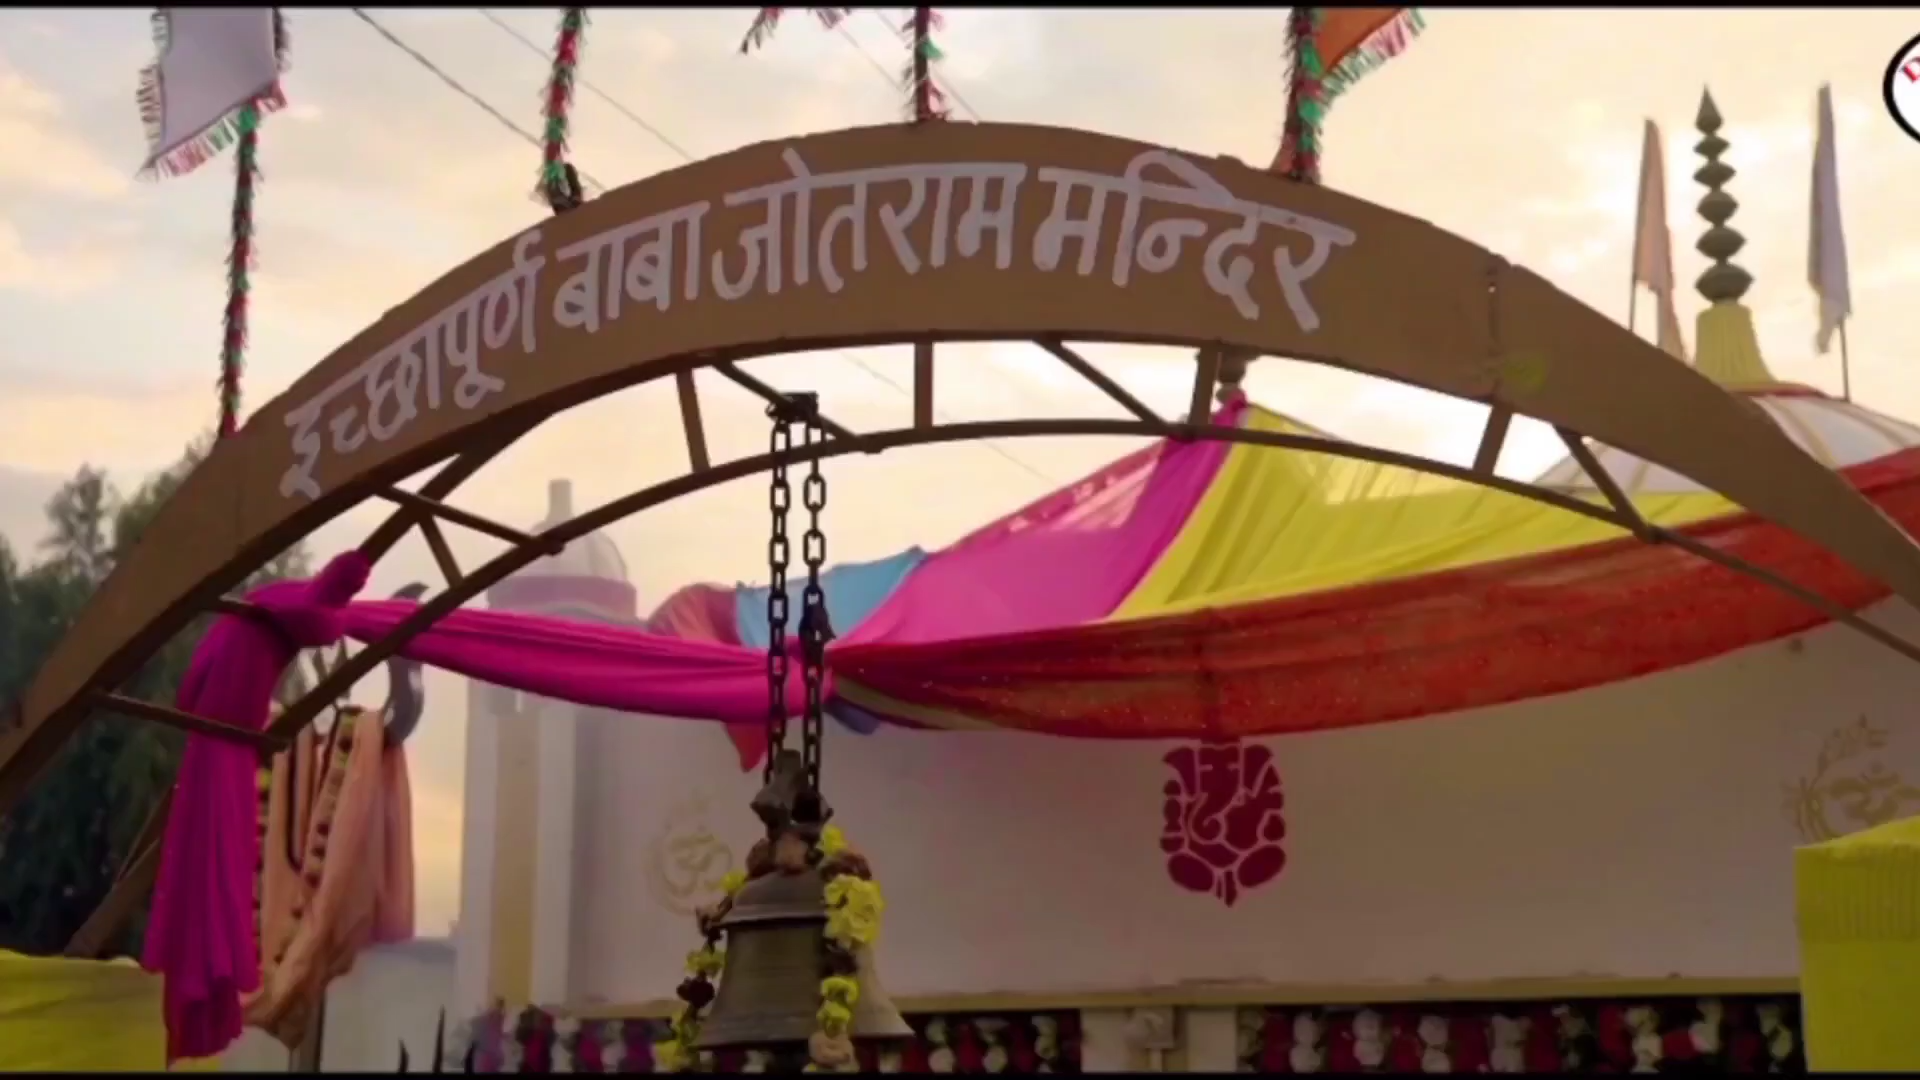 इच्छापूर्ण बाबा जोतराम मन्दिर
ॐ
ॐ